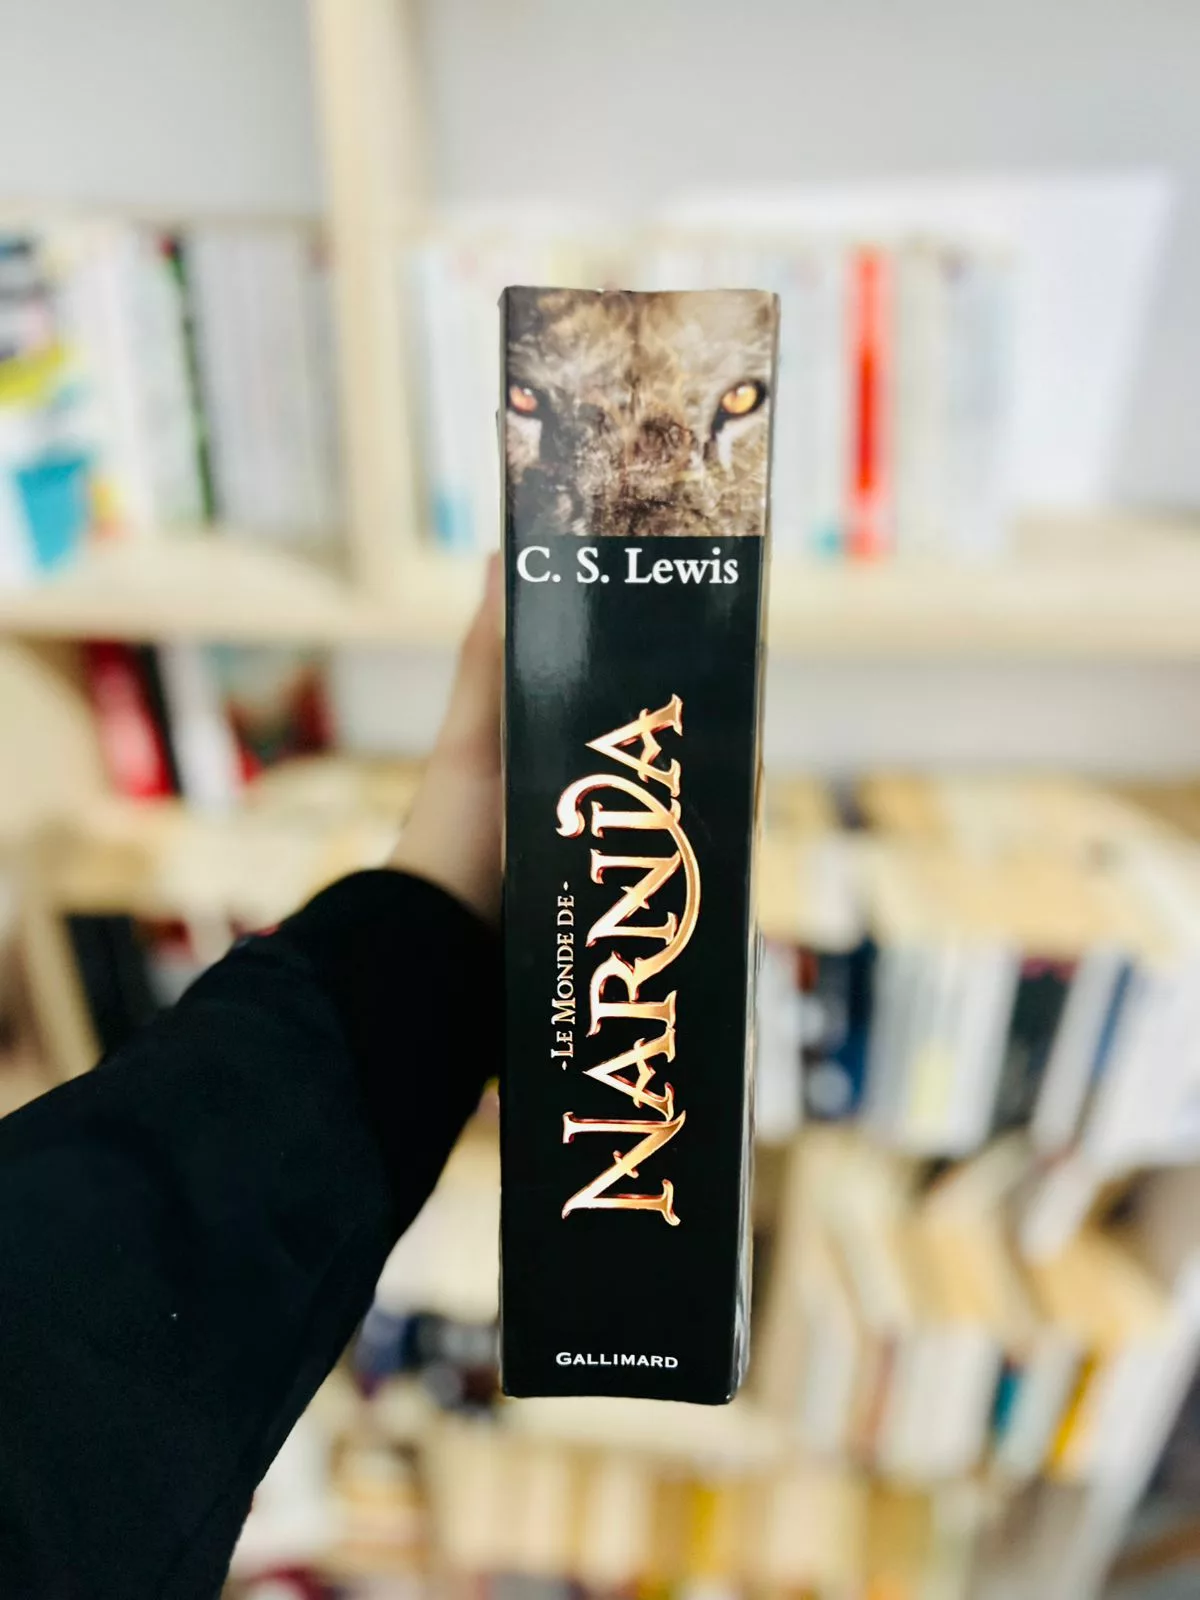 C. S. Lewis
- LE MONDE DE -
NARNIA
GALLIMARD